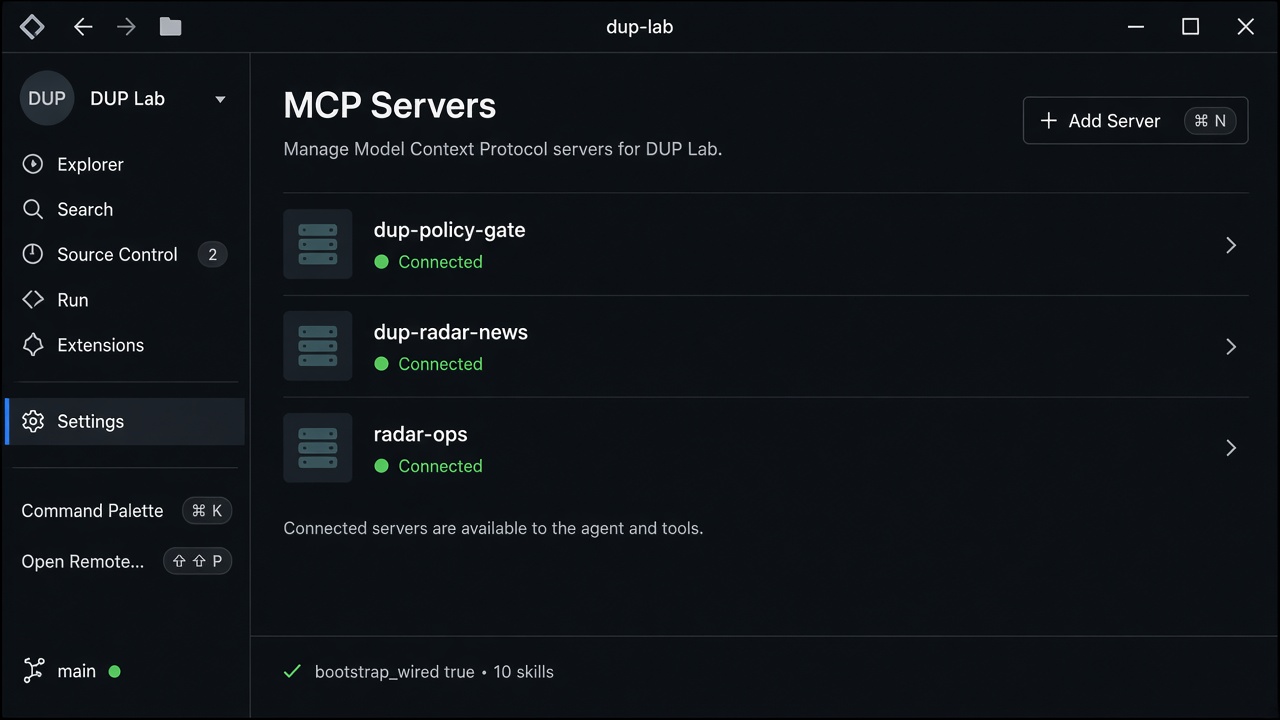 dup-lab
DUP
DUP Lab
Explorer
Search
Source Control 2
Run
Extensions
Settings
Command Palette ⌘ K
Open Remote... ⇧ ⇧ P
main
MCP Servers
Manage Model Context Protocol servers for DUP Lab.
+ Add Server ⌘ N
dup-policy-gate
Connected
dup-radar-news
Connected
radar-ops
Connected
Connected servers are available to the agent and tools.
bootstrap_wired true • 10 skills